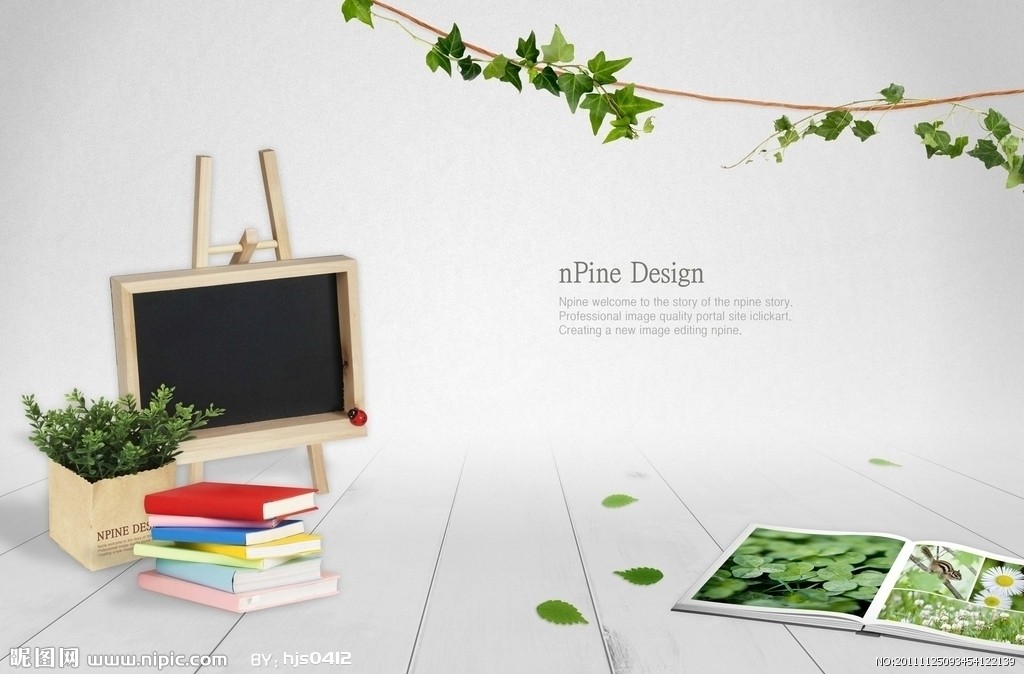 nPine Design
Npine welcome to the story of the npine story.
Professional image quality portal site iclickart.
Creating a new image editing npine.
NPINE DES
昵图网 www.nipic.com BY: hjs0412
NO:20111125093454122139